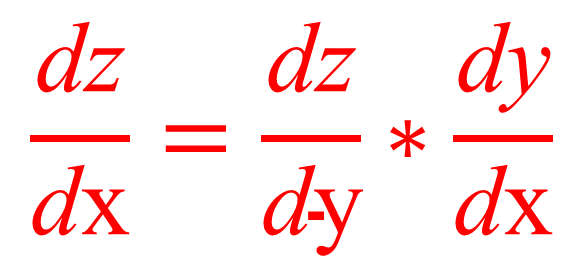 dz/dx = dz/d-y * dy/dx